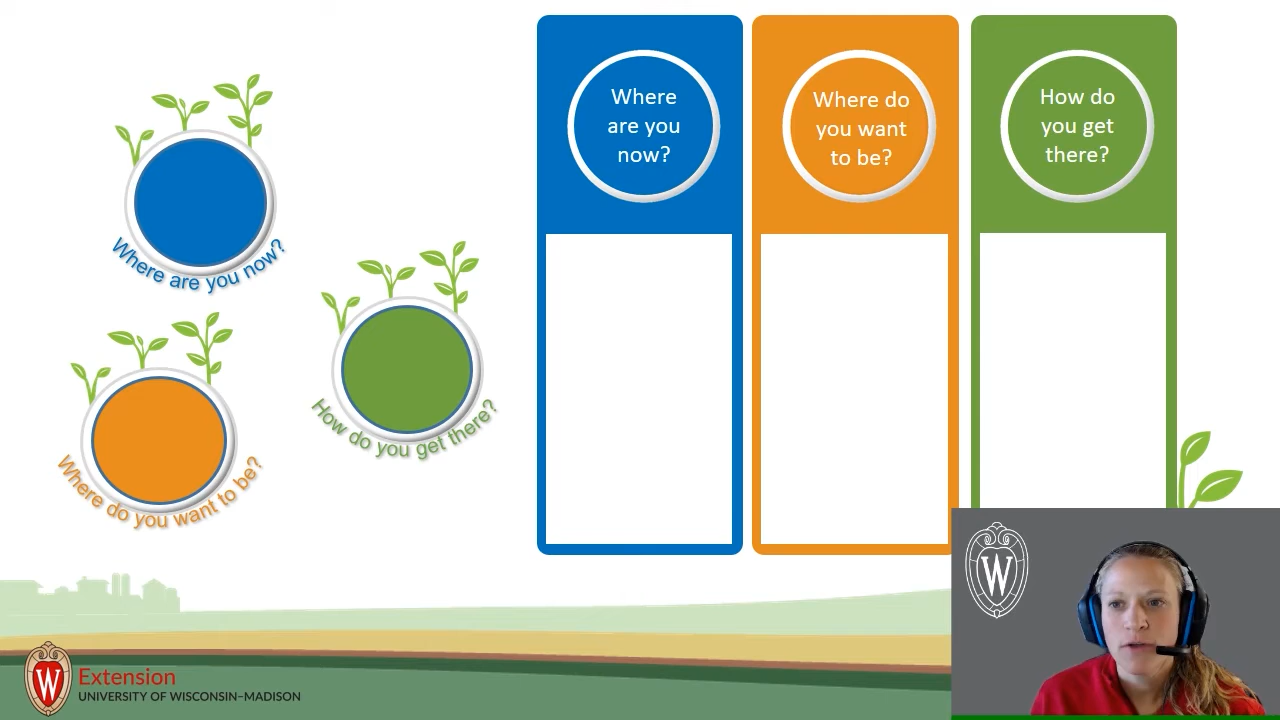 Where are you now?
Where do you want to be?
How do you get there?
Where
are you
now?
Where do
you want
to be?
How do
you get
there?
W
Extension
UNIVERSITY OF WISCONSIN–MADISON
W